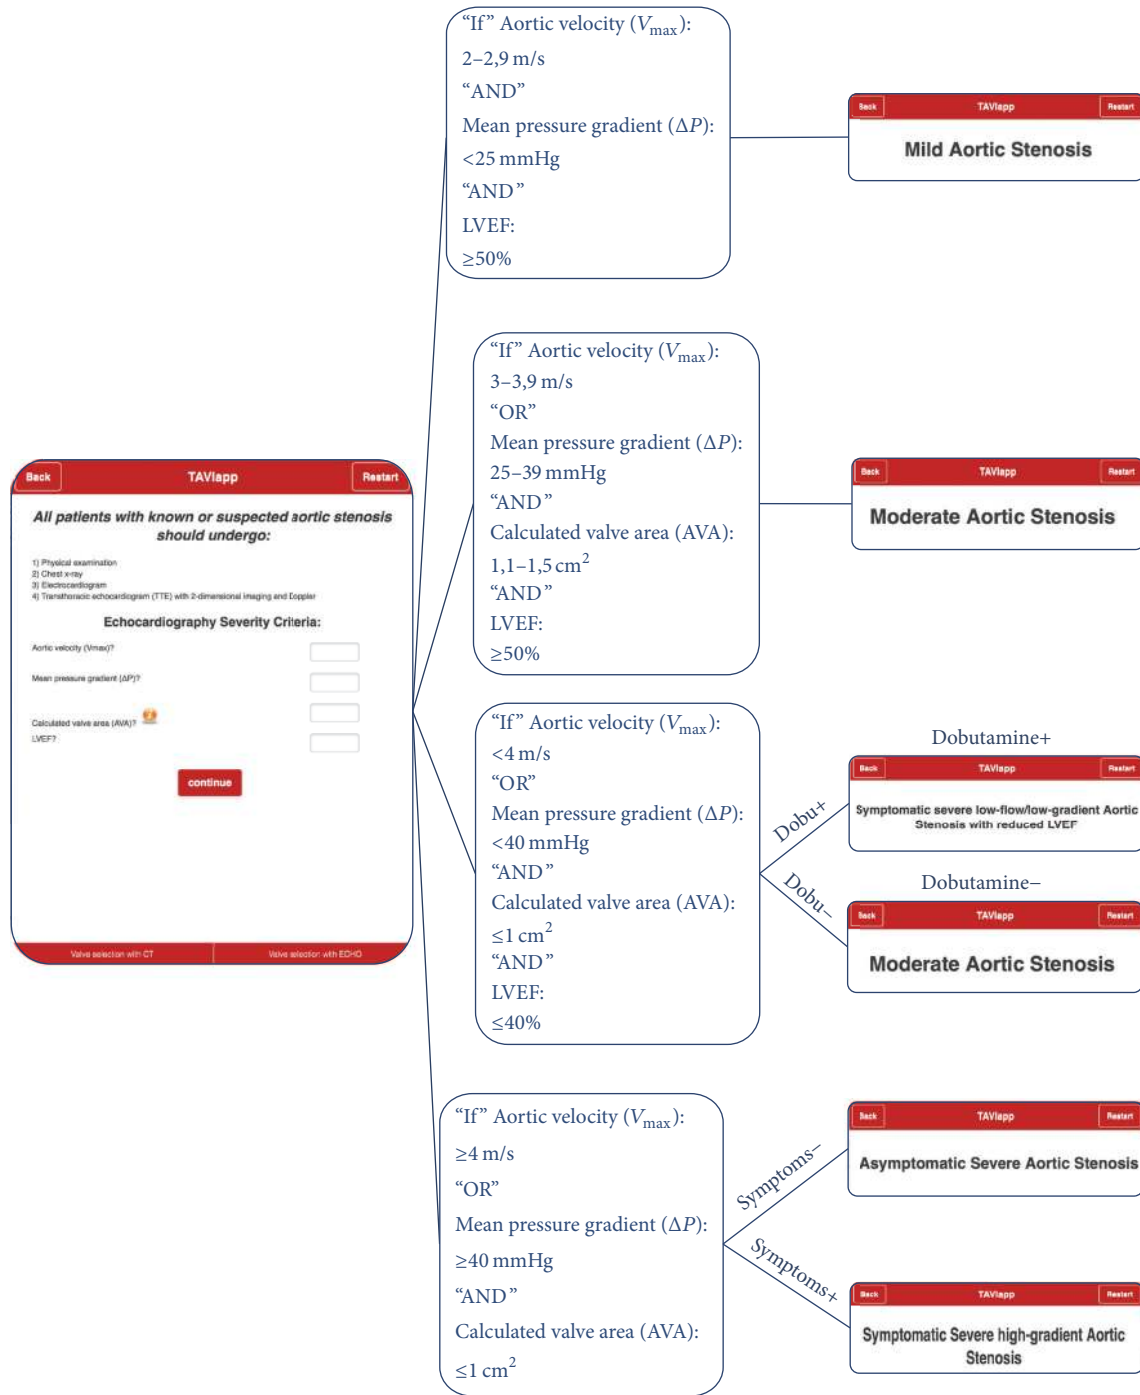 Back TAVIapp Restart
All patients with known or suspected aortic stenosis
should undergo:
1) Physical examination
2) Chest x-ray
3) Electrocardiogram
4) Transthoracic echocardiogram (TTE) with 2-dimensional imaging and Doppler
Echocardiography Severity Criteria:
Aortic velocity (Vmax)?
Mean pressure gradient (ΔP)?
Calculated valve area (AVA)?
LVEF?
continue
Valve selection with CT Valve selection with ECHO
“If” Aortic velocity (Vmax):
2–2,9 m/s
“AND”
Mean pressure gradient (ΔP):
<25 mmHg
“AND”
LVEF:
≥50%
Back TAVIapp Restart
Mild Aortic Stenosis
“If” Aortic velocity (Vmax):
3–3,9 m/s
“OR”
Mean pressure gradient (ΔP):
25–39 mmHg
“AND”
Calculated valve area (AVA):
1,1–1,5 cm²
“AND”
LVEF:
≥50%
Back TAVIapp Restart
Moderate Aortic Stenosis
“If” Aortic velocity (Vmax):
<4 m/s
“OR”
Mean pressure gradient (ΔP):
<40 mmHg
“AND”
Calculated valve area (AVA):
≤1 cm²
“AND”
LVEF:
≤40%
Dobu+
Dobutamine+
Back TAVIapp Restart
Symptomatic severe low-flow/low-gradient Aortic
Stenosis with reduced LVEF
Dobu−
Dobutamine−
Back TAVIapp Restart
Moderate Aortic Stenosis
“If” Aortic velocity (Vmax):
≥4 m/s
“OR”
Mean pressure gradient (ΔP):
≥40 mmHg
“AND”
Calculated valve area (AVA):
≤1 cm²
Symptoms−
Back TAVIapp Restart
Asymptomatic Severe Aortic Stenosis
Symptoms+
Back TAVIapp Restart
Symptomatic Severe high-gradient Aortic
Stenosis